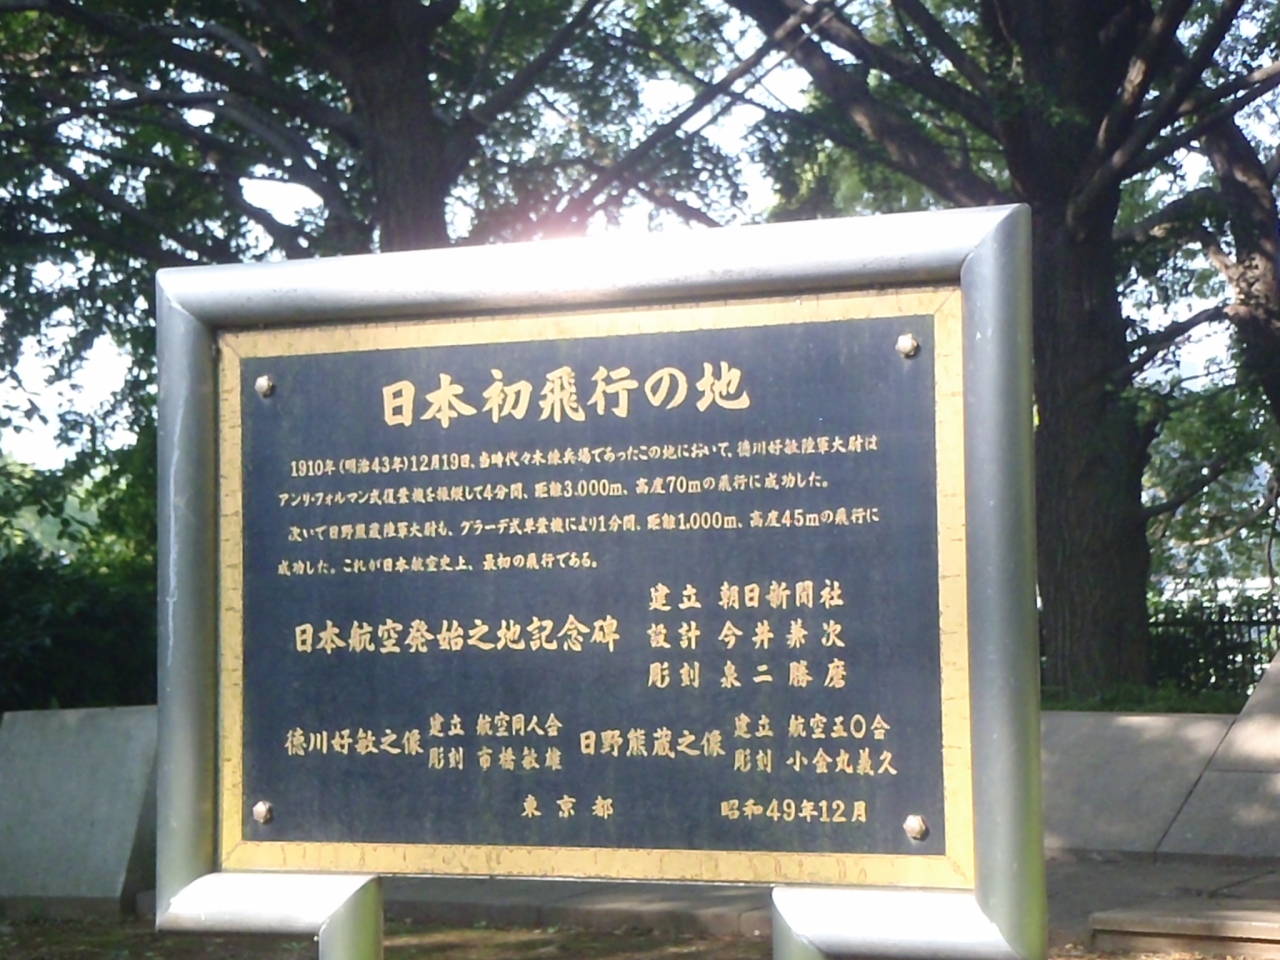 日本初飛行の地
1910年(明治43年)12月19日、当時代々木練兵場であったこの地において、徳川好敏陸軍大尉は
アンリ・フォルマン式複葉機を操縦して4分間、距離3,000m、高度70mの飛行に成功した。
次いで日野熊蔵陸軍大尉も、グラーデ式単葉機により1分間、距離1,000m、高度45mの飛行に
成功した。これが日本航空史上、最初の飛行である。
日本航空発始之地記念碑
建立 朝日新聞社
設計 今井兼次
彫刻 泉二勝磨
徳川好敏之像
建立 航空同人会
彫刻 市橋敏雄
日野熊蔵之像
建立 航空五〇会
彫刻 小金丸義久
東京都 昭和49年12月